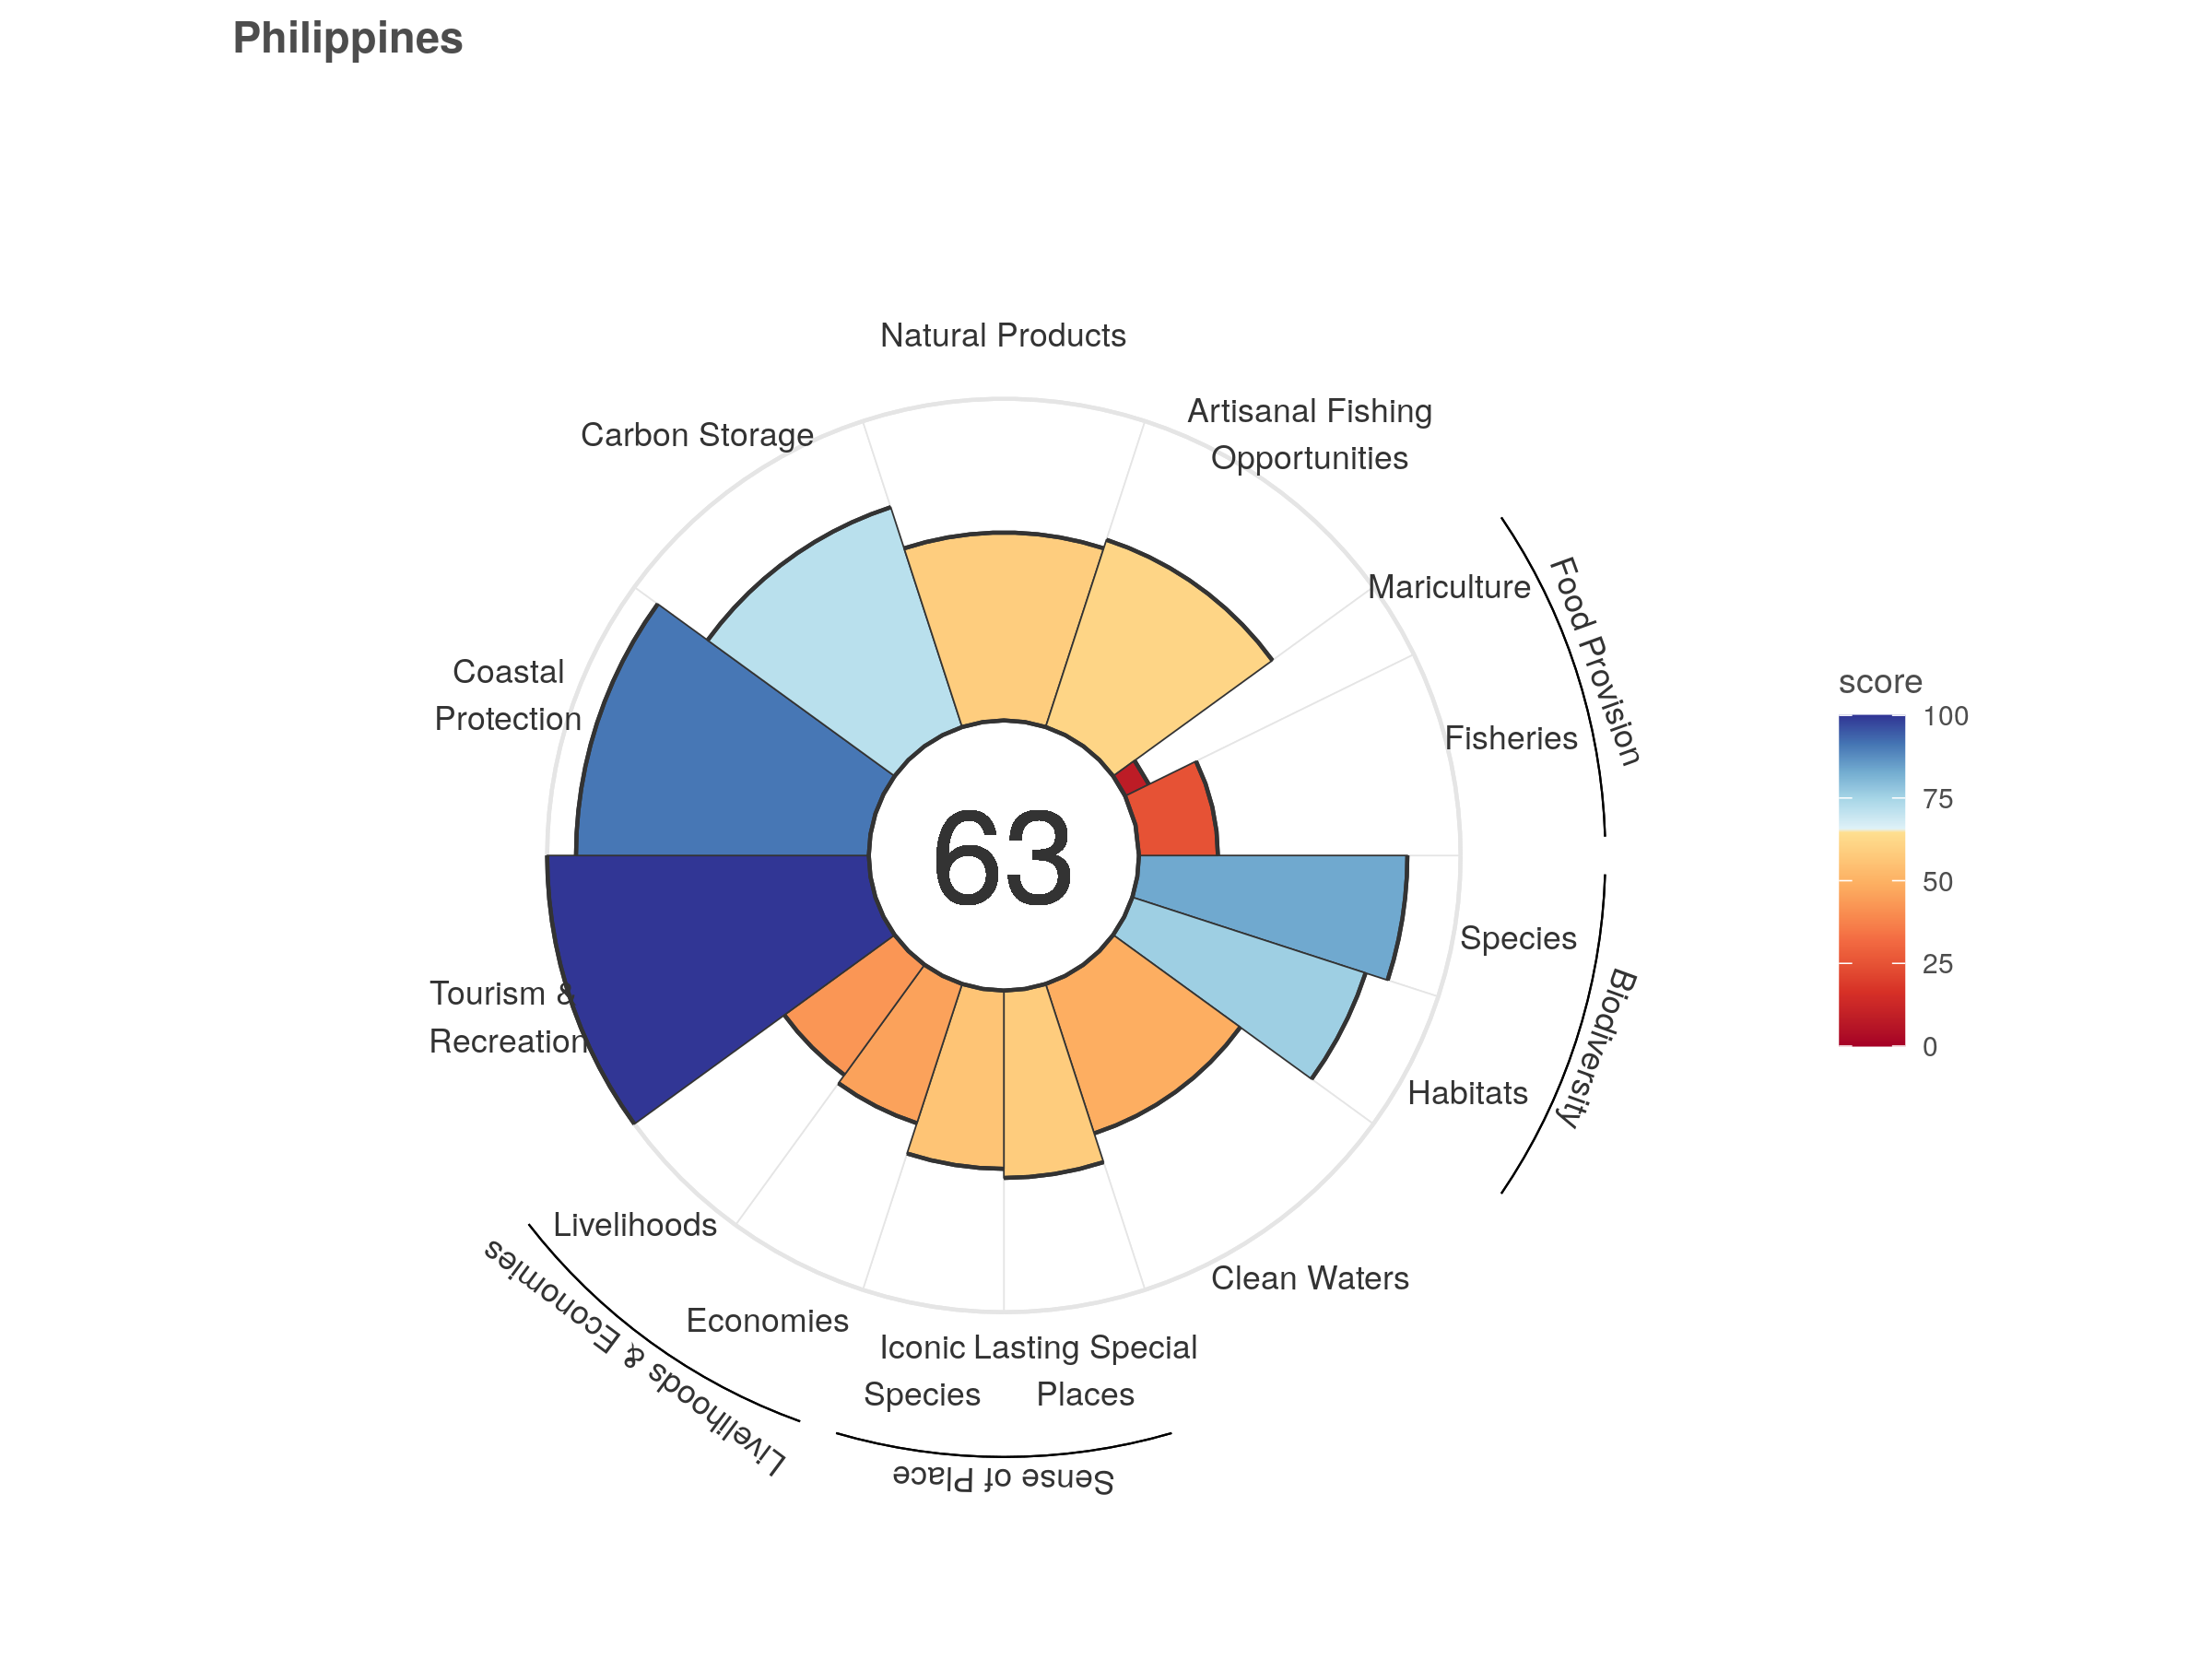 Philippines
Natural Products
Artisanal Fishing
Opportunities
Carbon Storage
Mariculture
Food Provision
Coastal
Protection
Fisheries
score
100
75
50
25
0
63
Species
Biodiversity
Tourism &
Recreation
Habitats
Livelihoods
Clean Waters
Economies
Iconic
Species
Lasting Special
Places
Livelihoods & Economies
Sense of Place